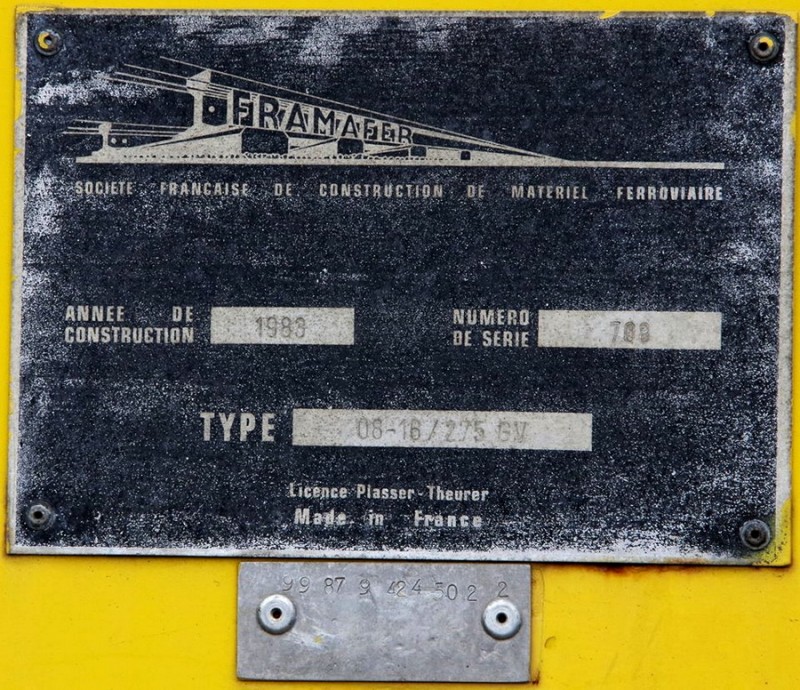 FRAMAFER
SOCIETE FRANCAISE DE CONSTRUCTION DE MATERIEL FERROVIAIRE
ANNEE DE
CONSTRUCTION 1983
NUMERO
DE SERIE
TYPE 08-16/275 GV
Licence Plasser-Theurer
Made in France
99 87 9 424 502 2